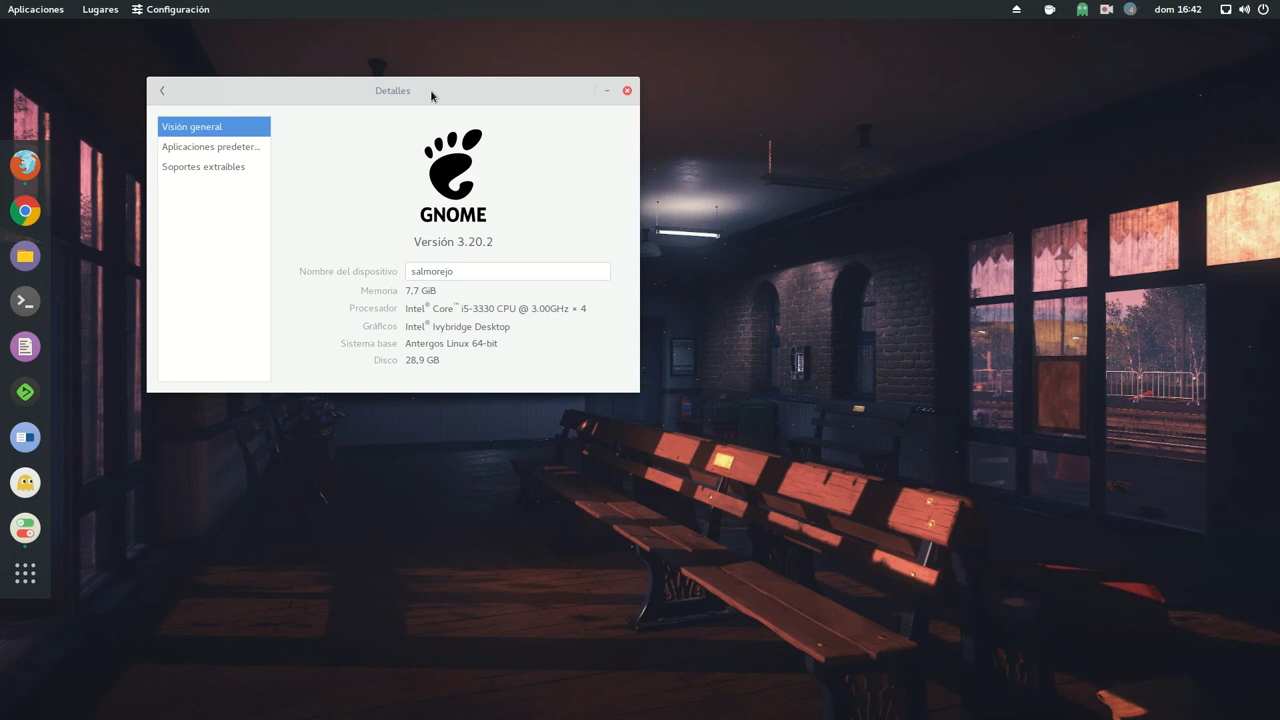 Aplicaciones Lugares Configuración dom 16:42
Detalles
Visión general
Aplicaciones predeter...
Soportes extraíbles
GNOME
Versión 3.20.2
Nombre del dispositivo salmorejo
Memoria 7,7 GiB
Procesador Intel® Core™ i5-3330 CPU @ 3.00GHz × 4
Gráficos Intel® Ivybridge Desktop
Sistema base Antergos Linux 64-bit
Disco 28,9 GB